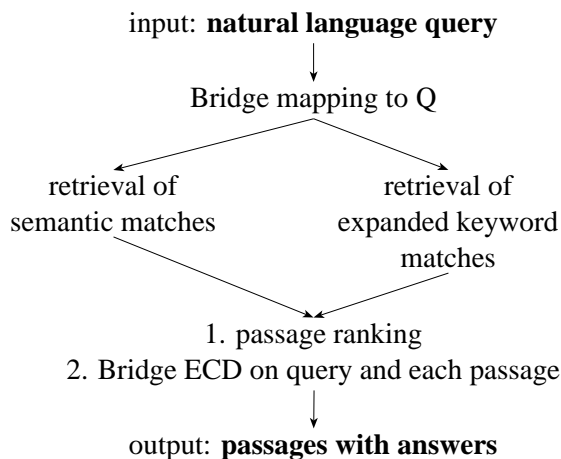 input: natural language query
Bridge mapping to Q
retrieval of
semantic matches
retrieval of
expanded keyword
matches
1. passage ranking
2. Bridge ECD on query and each passage
output: passages with answers